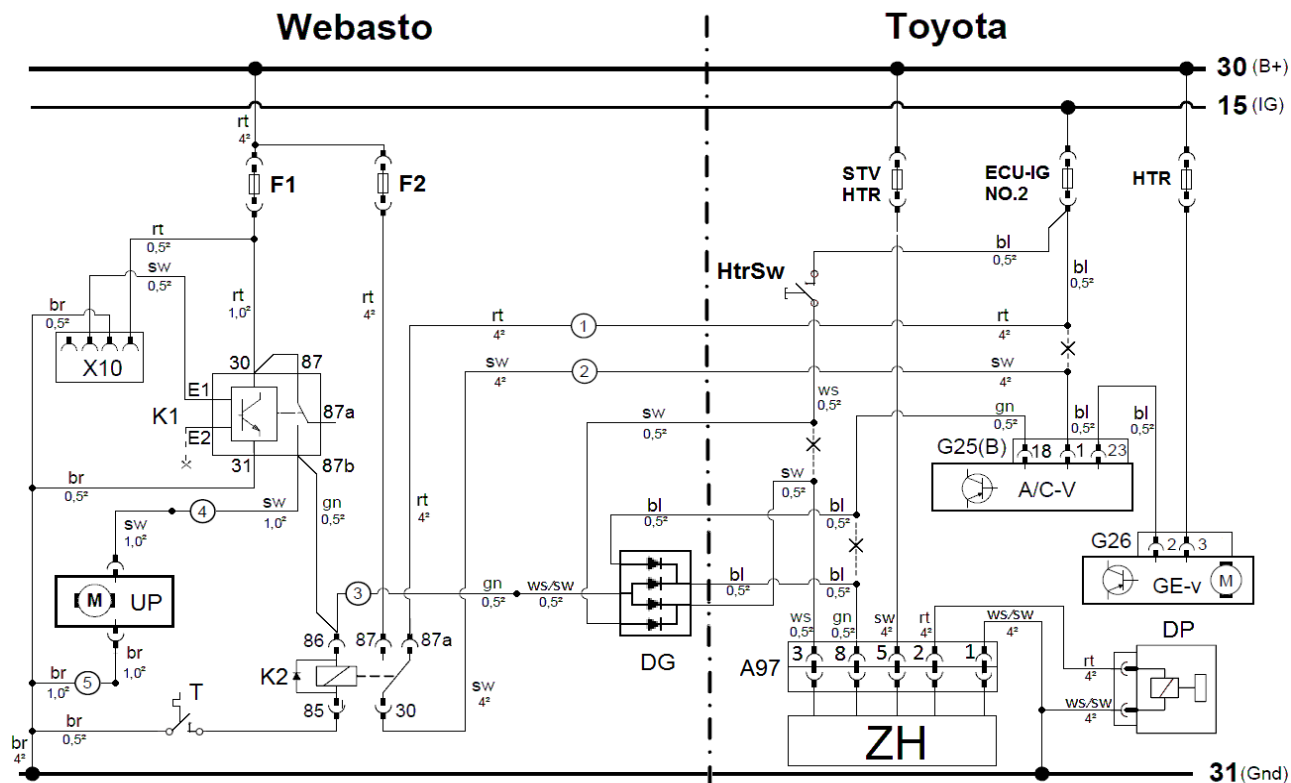 Webasto
Toyota
30 (B+)
15 (IG)
rt
4²
F1
F2
STV
HTR
ECU-IG
NO.2
HTR
rt
0,5²
sw
0,5²
br
0,5²
rt
1,0²
rt
4²
HtrSw
bl
0,5²
bl
0,5²
rt
4²
1
rt
4²
sw
4²
2
sw
4²
X10
30
87
E1
K1
87a
E2
31
87b
ws
0,5²
gn
0,5²
bl
0,5²
bl
0,5²
sw
0,5²
G25(B)
18
1
23
A/C-V
br
0,5²
sw
1,0²
4
sw
1,0²
gn
0,5²
rt
4²
sw
0,5²
bl
0,5²
G26
2
3
GE-v
M
M
UP
3
gn
0,5²
ws/sw
0,5²
bl
0,5²
bl
0,5²
DG
86
87
87a
K2
85
30
ws
0,5²
gn
0,5²
sw
4²
rt
4²
ws/sw
4²
A97
3
8
5
2
1
ZH
DP
rt
4²
ws/sw
4²
br
1,0²
br
1,0²
5
T
sw
4²
br
0,5²
br
4²
31 (Gnd)